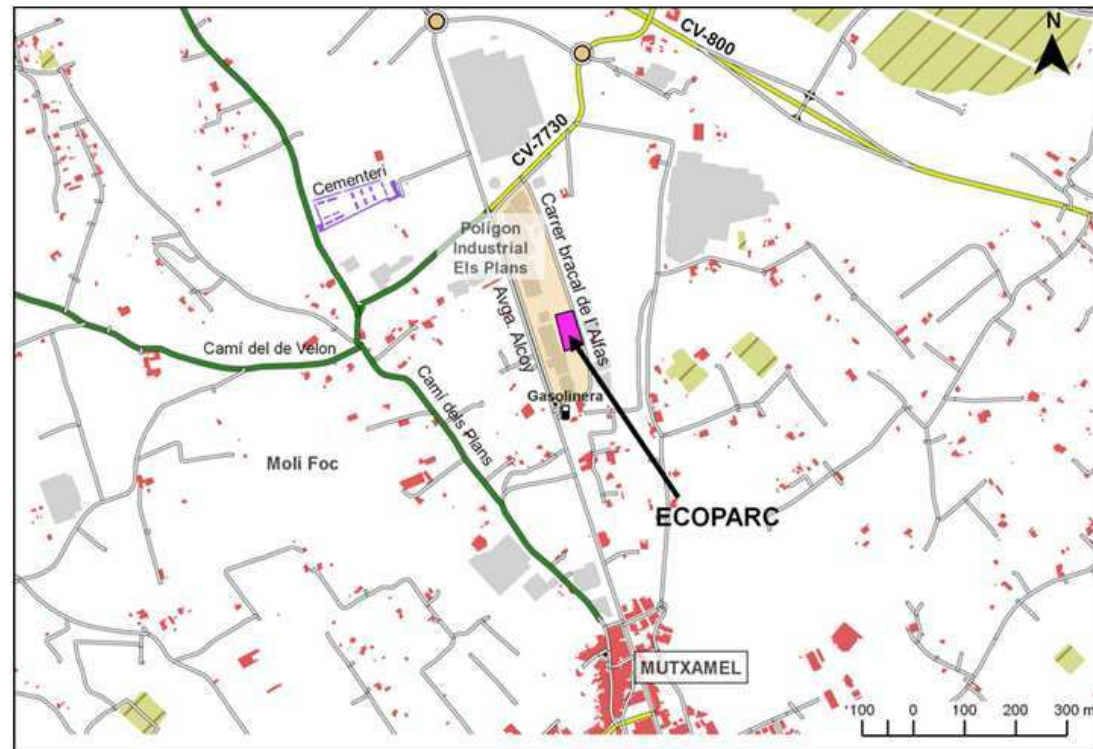 CV-800
N
CV-7730
Cementeri
Polígon
Industrial
Els Plans
Carrer bracal de l'Alfas
Avga. Alcoy
Camí del de Velon
Camí dels Plans
Gasolinera
Molí Foc
ECOPARC
MUTXAMEL
100 0 100 200 300 m